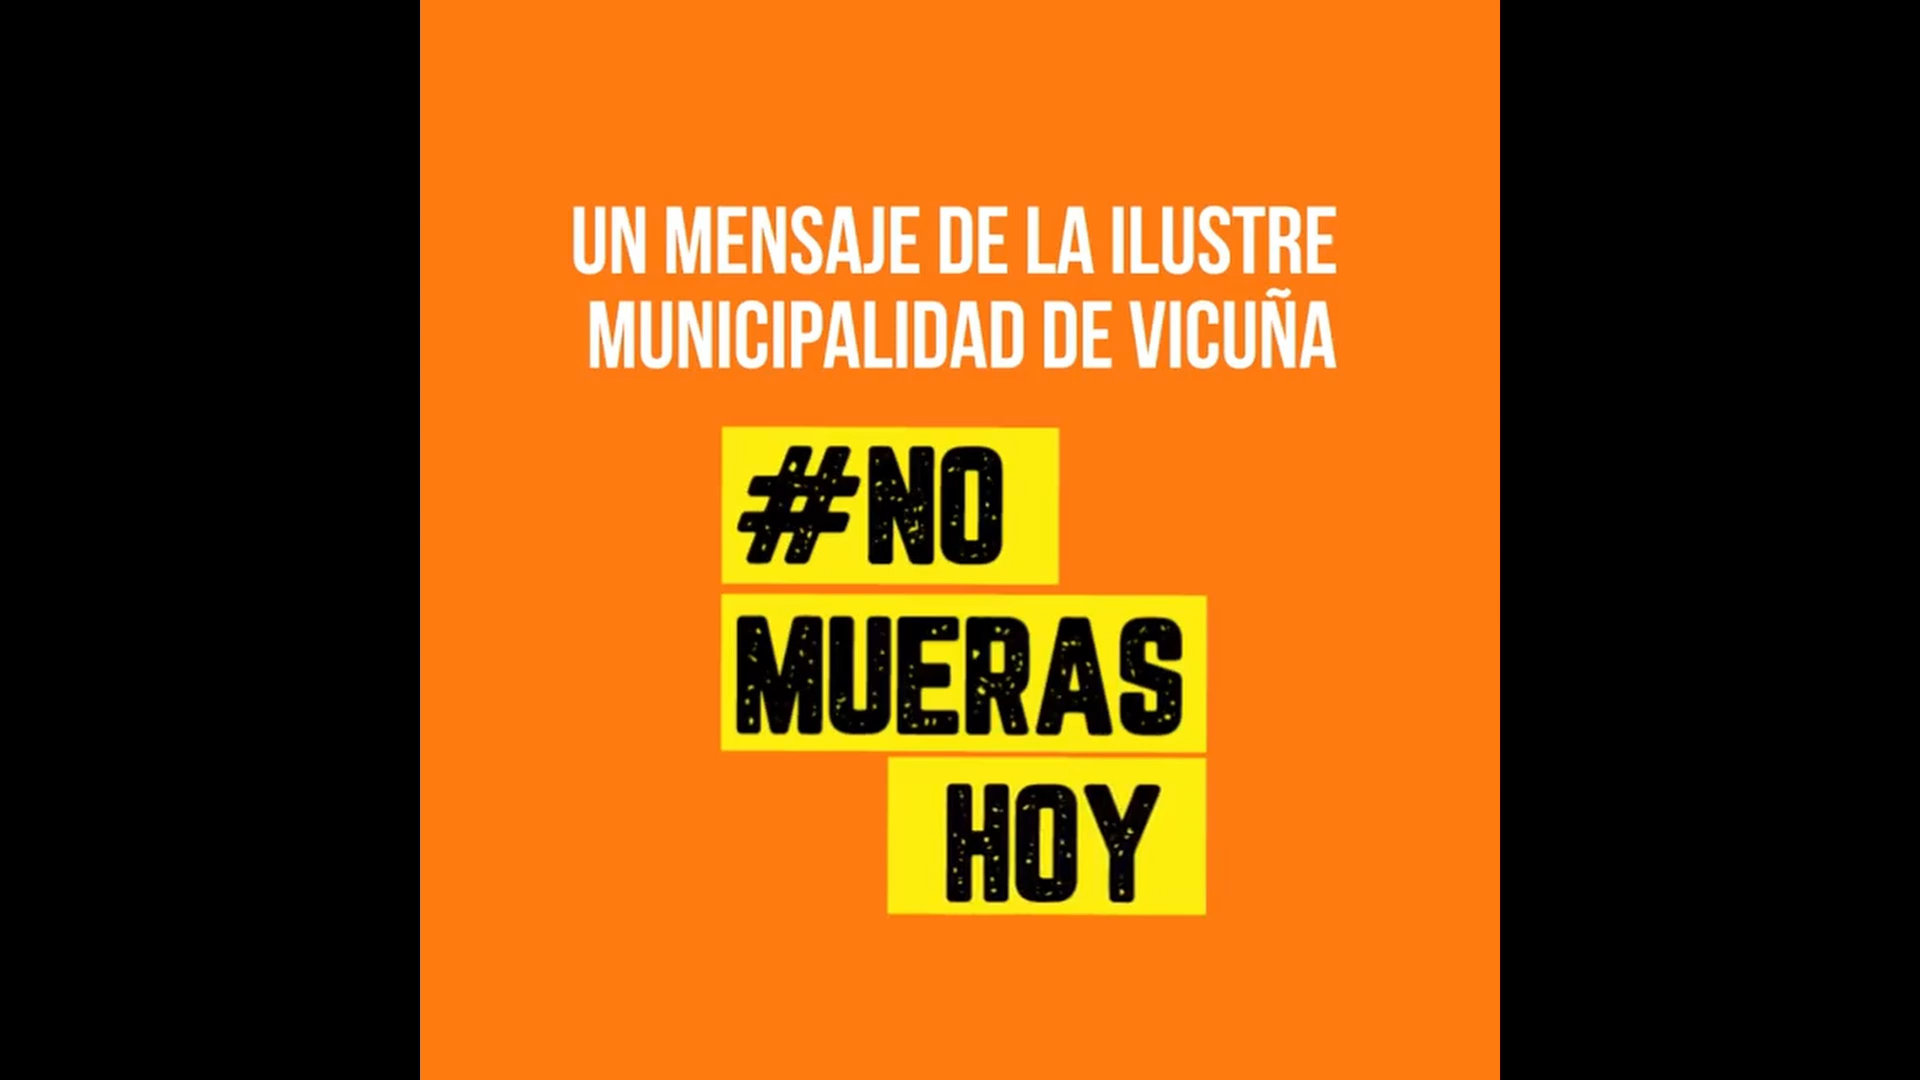 UN MENSAJE DE LA ILUSTRE
MUNICIPALIDAD DE VICUÑA
#NO
MUERAS
HOY